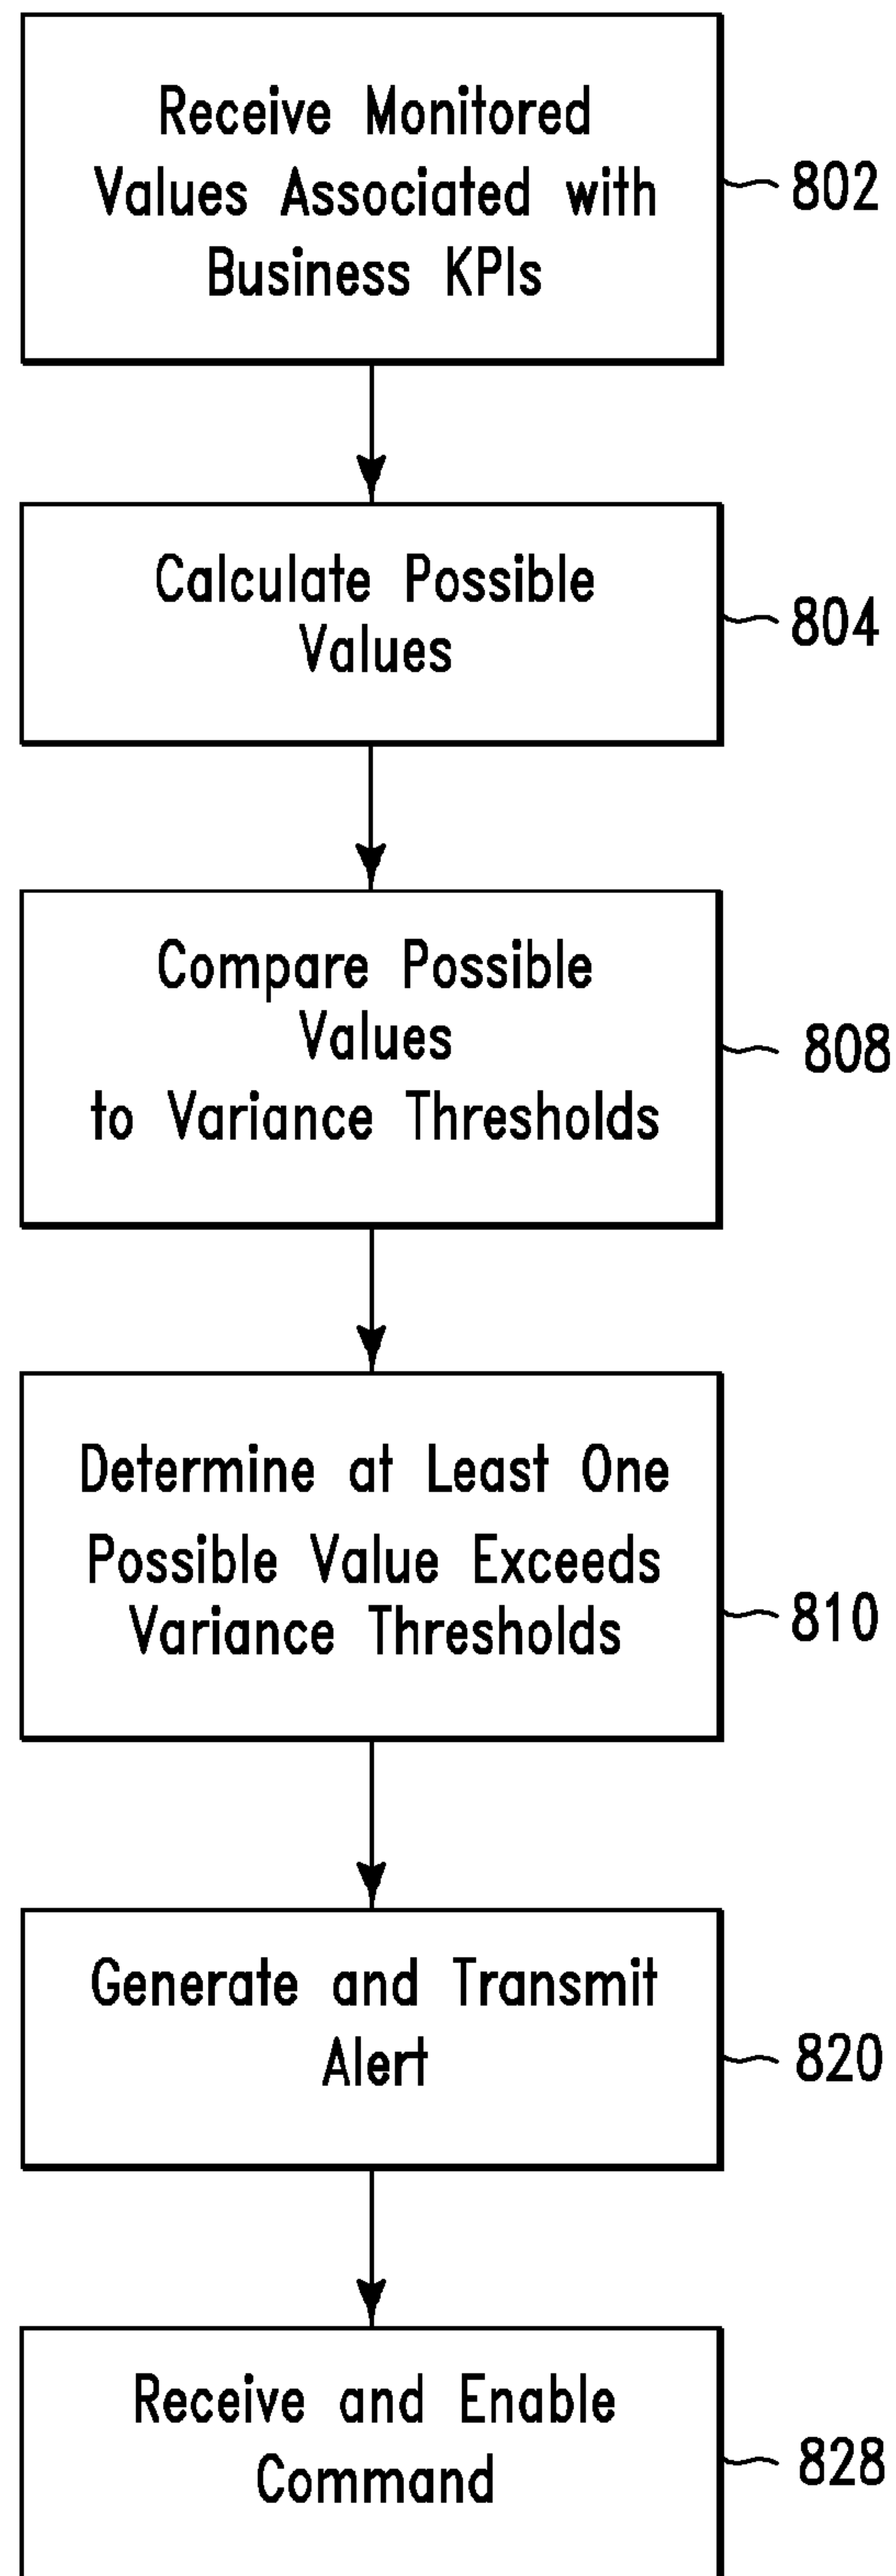 Receive Monitored
Values Associated with
Business KPIs
802
Calculate Possible
Values
804
Compare Possible
Values
to Variance Thresholds
808
Determine at Least One
Possible Value Exceeds
Variance Thresholds
810
Generate and Transmit
Alert
820
Receive and Enable
Command
828